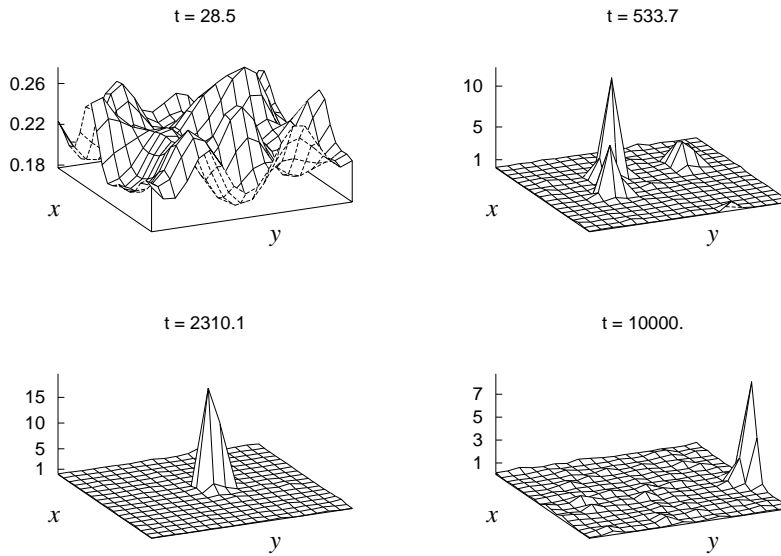 t = 28.5
0.26
0.22
0.18
x
y
t = 533.7
10
5
1
x
y
t = 2310.1
15
10
5
1
x
y
t = 10000.
7
5
3
1
x
y